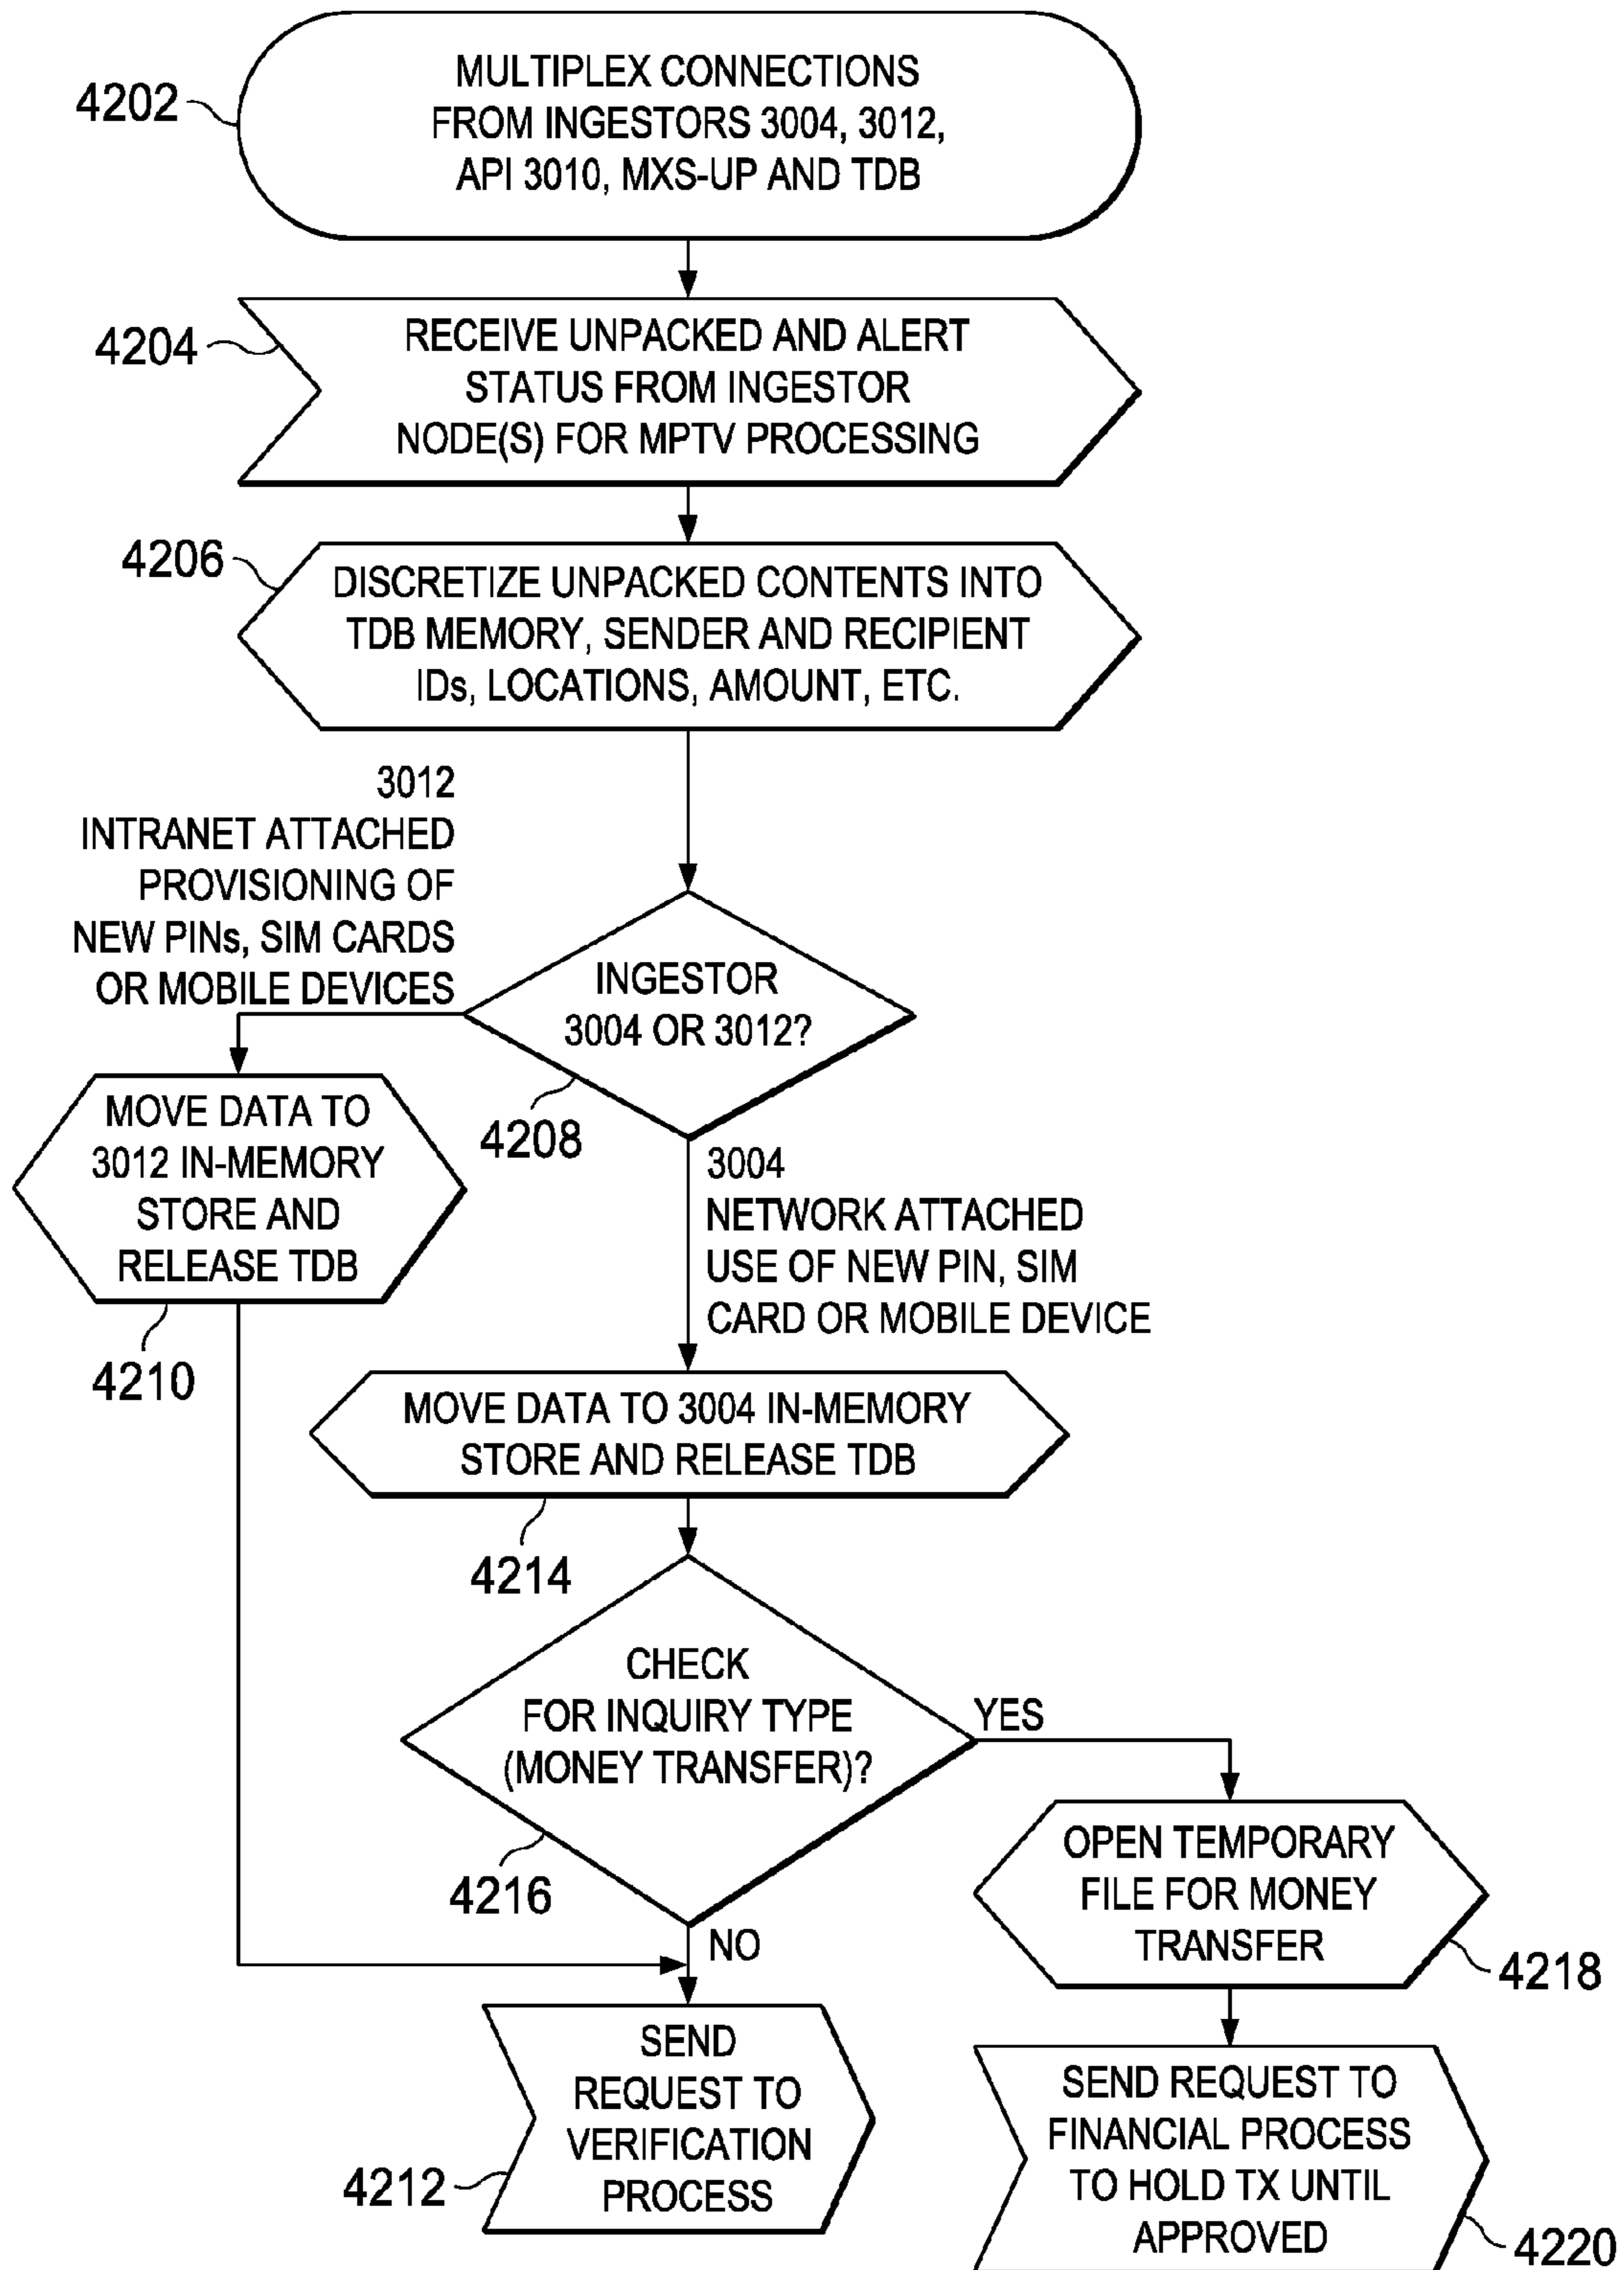 4202
MULTIPLEX CONNECTIONS
FROM INGESTORS 3004, 3012,
API 3010, MXS-UP AND TDB
4204
RECEIVE UNPACKED AND ALERT
STATUS FROM INGESTOR
NODE(S) FOR MPTV PROCESSING
4206
DISCRETIZE UNPACKED CONTENTS INTO
TDB MEMORY, SENDER AND RECIPIENT
IDs, LOCATIONS, AMOUNT, ETC.
3012
INTRANET ATTACHED
PROVISIONING OF
NEW PINs, SIM CARDS
OR MOBILE DEVICES
INGESTOR
3004 OR 3012?
4208
MOVE DATA TO
3012 IN-MEMORY
STORE AND
RELEASE TDB
4210
3004
NETWORK ATTACHED
USE OF NEW PIN, SIM
CARD OR MOBILE DEVICE
MOVE DATA TO 3004 IN-MEMORY
STORE AND RELEASE TDB
4214
CHECK
FOR INQUIRY TYPE
(MONEY TRANSFER)?
4216
YES
NO
OPEN TEMPORARY
FILE FOR MONEY
TRANSFER
4218
SEND
REQUEST TO
VERIFICATION
PROCESS
4212
SEND REQUEST TO
FINANCIAL PROCESS
TO HOLD TX UNTIL
APPROVED
4220